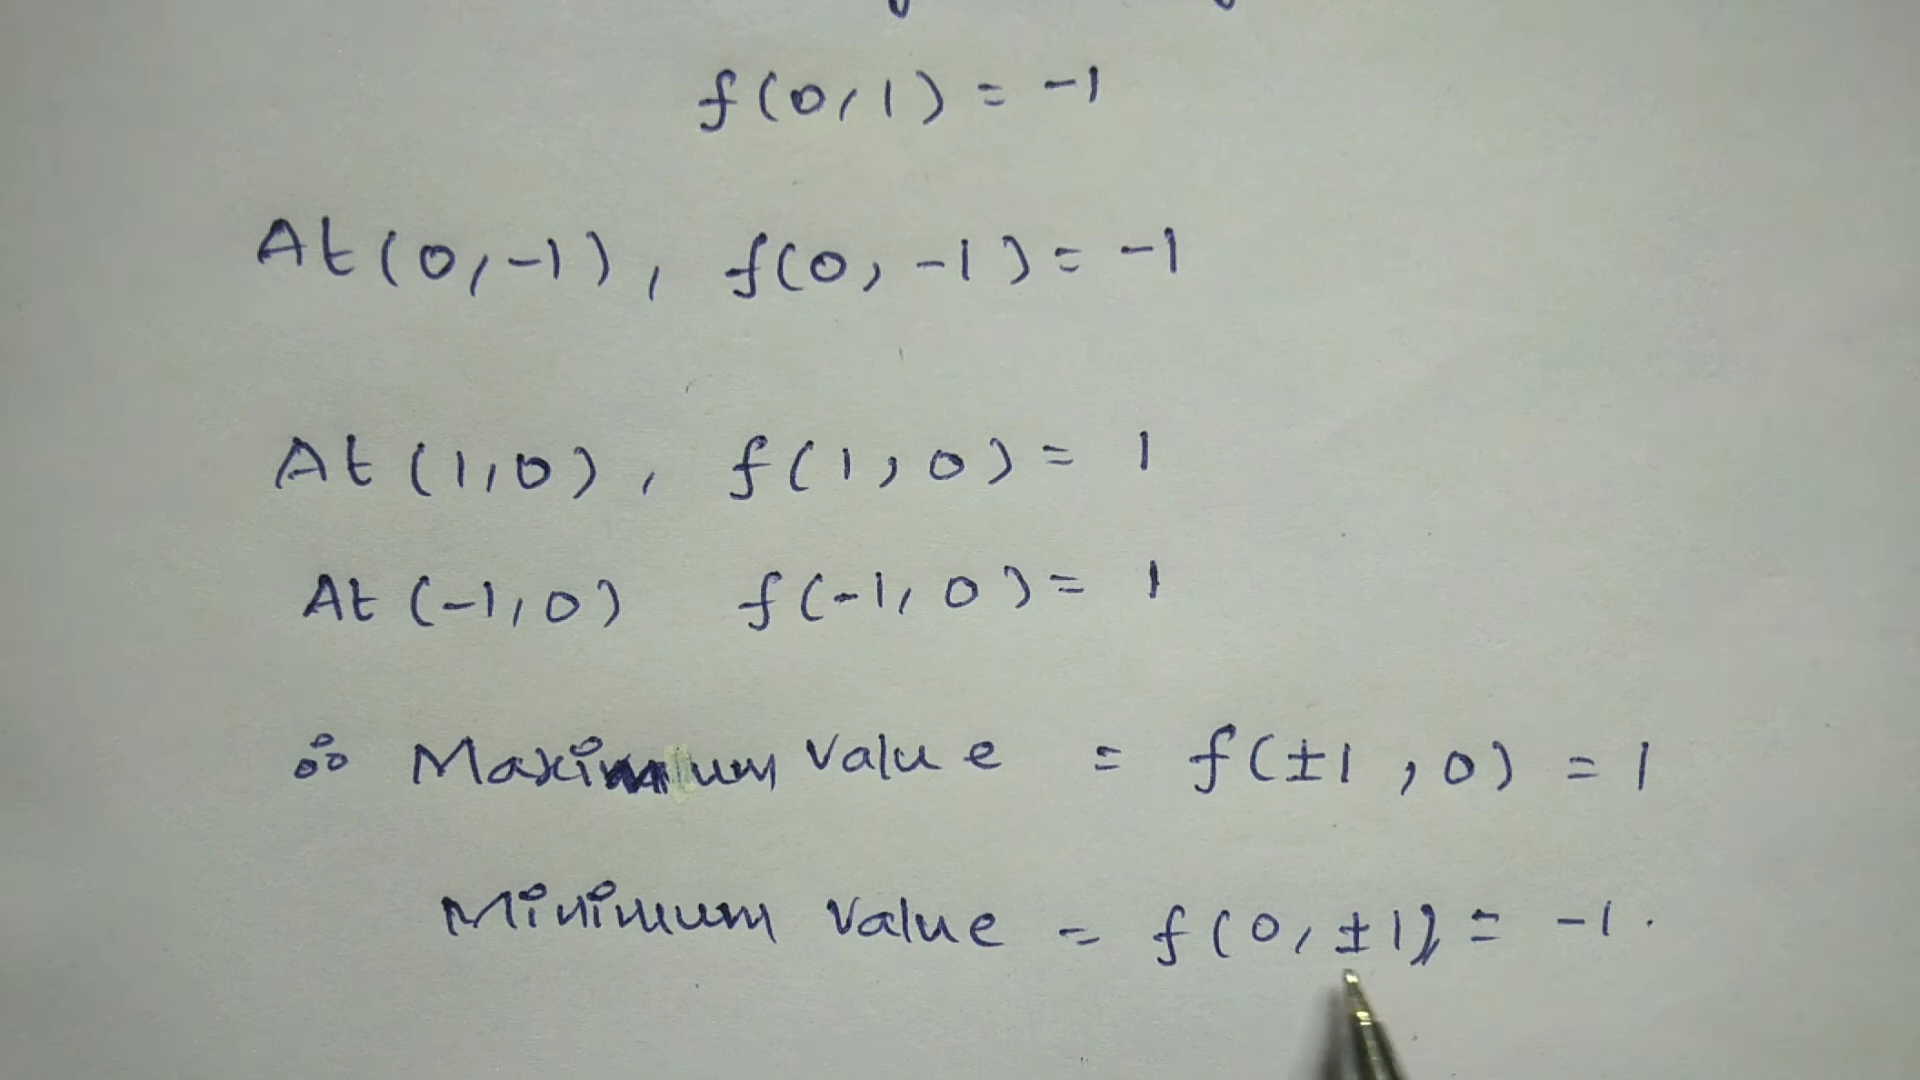 f(0,1) = -1
At (0,-1), f(0,-1) = -1
At (1,0), f(1,0) = 1
At (-1,0) f(-1,0) = 1
∴ Maximum value = f(±1,0) = 1
Minimum value = f(0,±1) = -1.